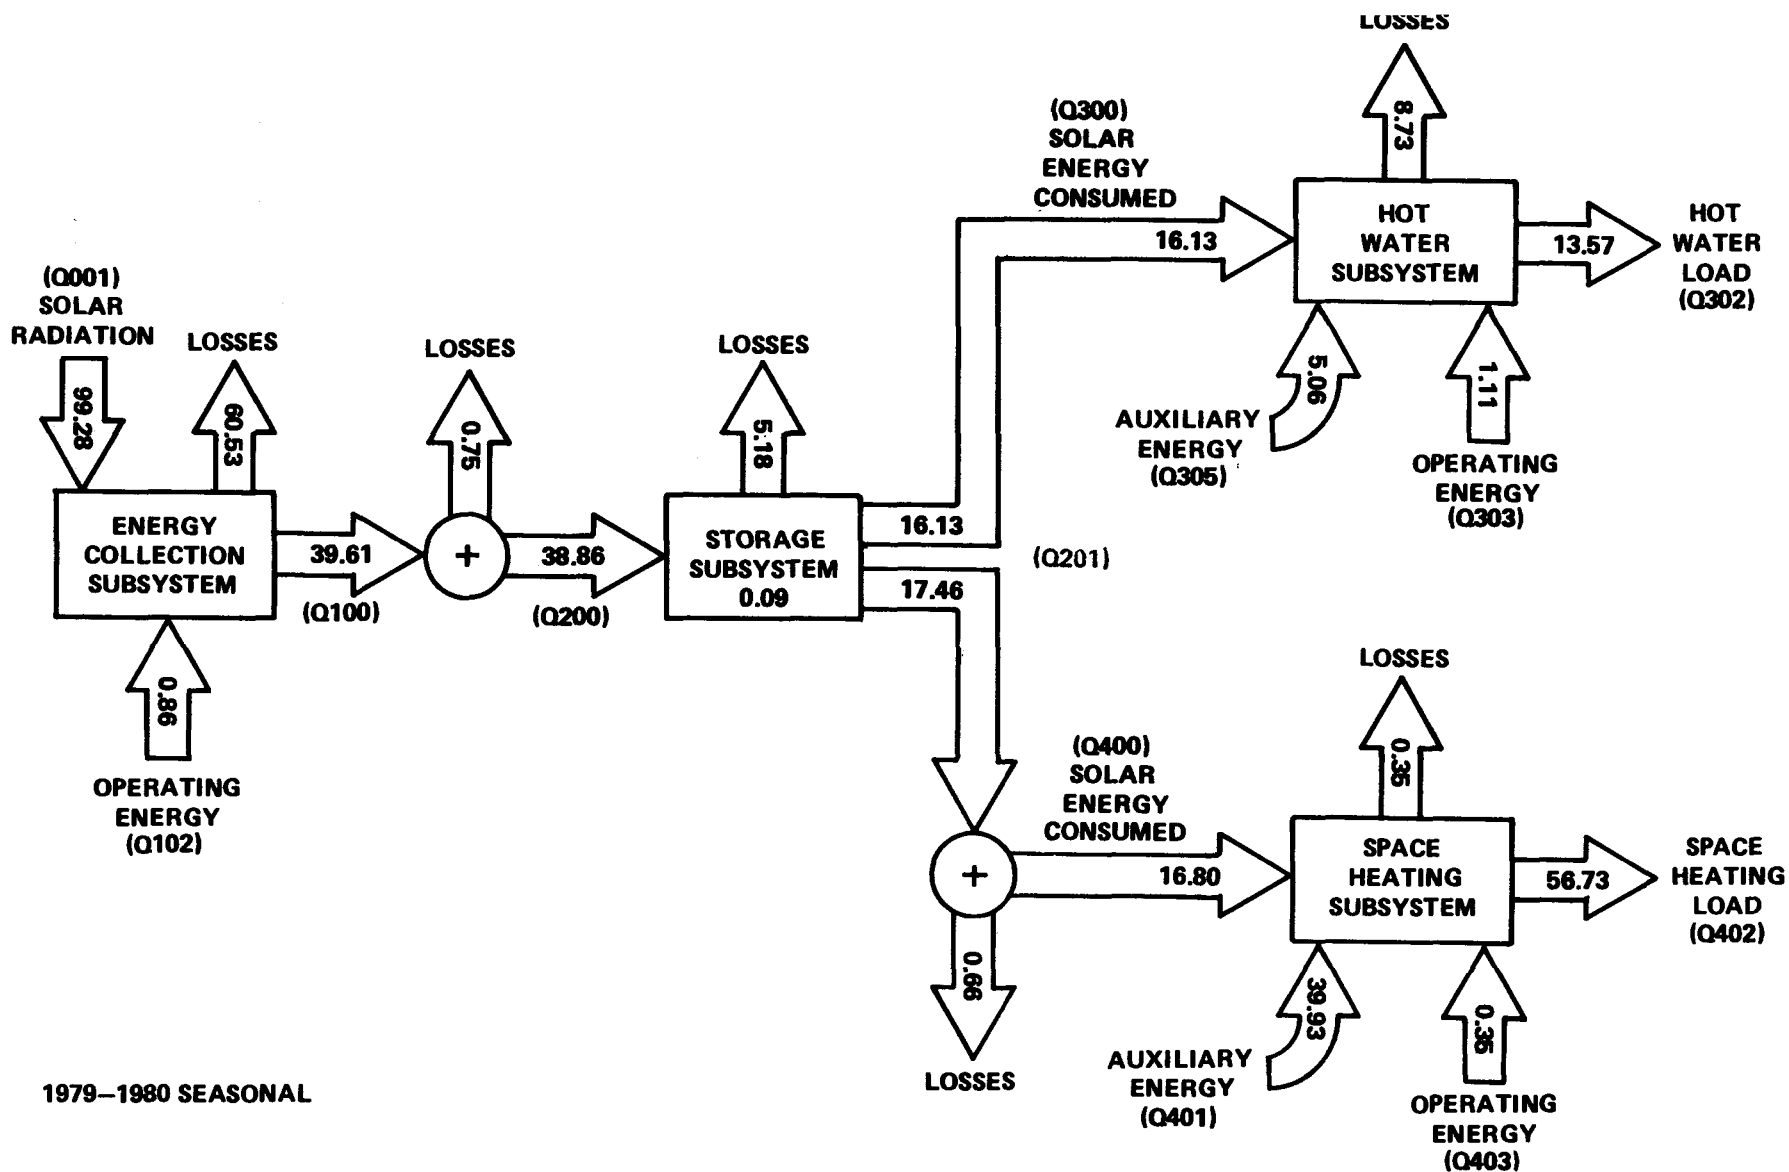 LOSSES
8.73
(Q300)
SOLAR
ENERGY
CONSUMED
16.13
HOT
WATER
SUBSYSTEM
13.57
HOT
WATER
LOAD
(Q302)
5.06
AUXILIARY
ENERGY
(Q305)
1.11
OPERATING
ENERGY
(Q303)
(Q001)
SOLAR
RADIATION
99.28
LOSSES
60.53
ENERGY
COLLECTION
SUBSYSTEM
0.86
OPERATING
ENERGY
(Q102)
39.61
(Q100)
LOSSES
0.75
+
38.86
(Q200)
LOSSES
5.18
STORAGE
SUBSYSTEM
0.09
16.13
(Q201)
17.46
(Q400)
SOLAR
ENERGY
CONSUMED
+
16.80
0.66
LOSSES
LOSSES
0.35
SPACE
HEATING
SUBSYSTEM
56.73
SPACE
HEATING
LOAD
(Q402)
39.93
AUXILIARY
ENERGY
(Q401)
0.35
OPERATING
ENERGY
(Q403)
1979–1980 SEASONAL